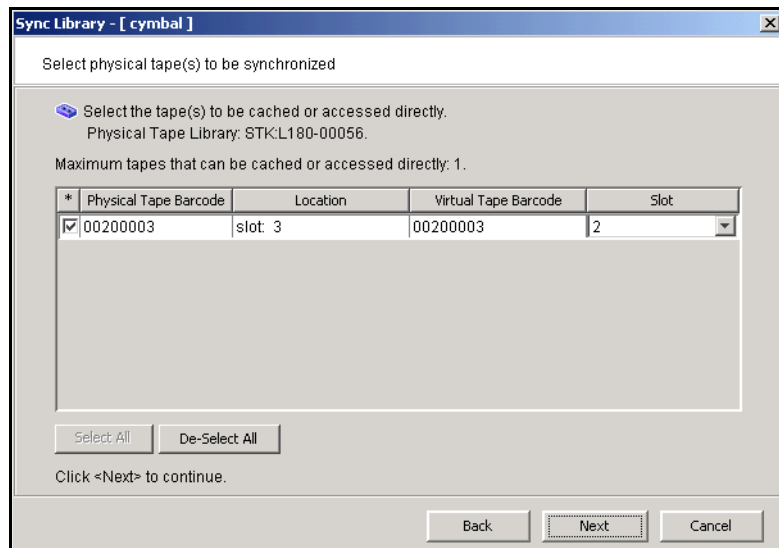 Sync Library - [ cymbal ]
Select physical tape(s) to be synchronized
Select the tape(s) to be cached or accessed directly.
Physical Tape Library: STK:L180-00056.
Maximum tapes that can be cached or accessed directly: 1.
* Physical Tape Barcode Location Virtual Tape Barcode Slot
00200003 slot: 3 00200003 2
Select All De-Select All
Click <Next> to continue.
Back Next Cancel